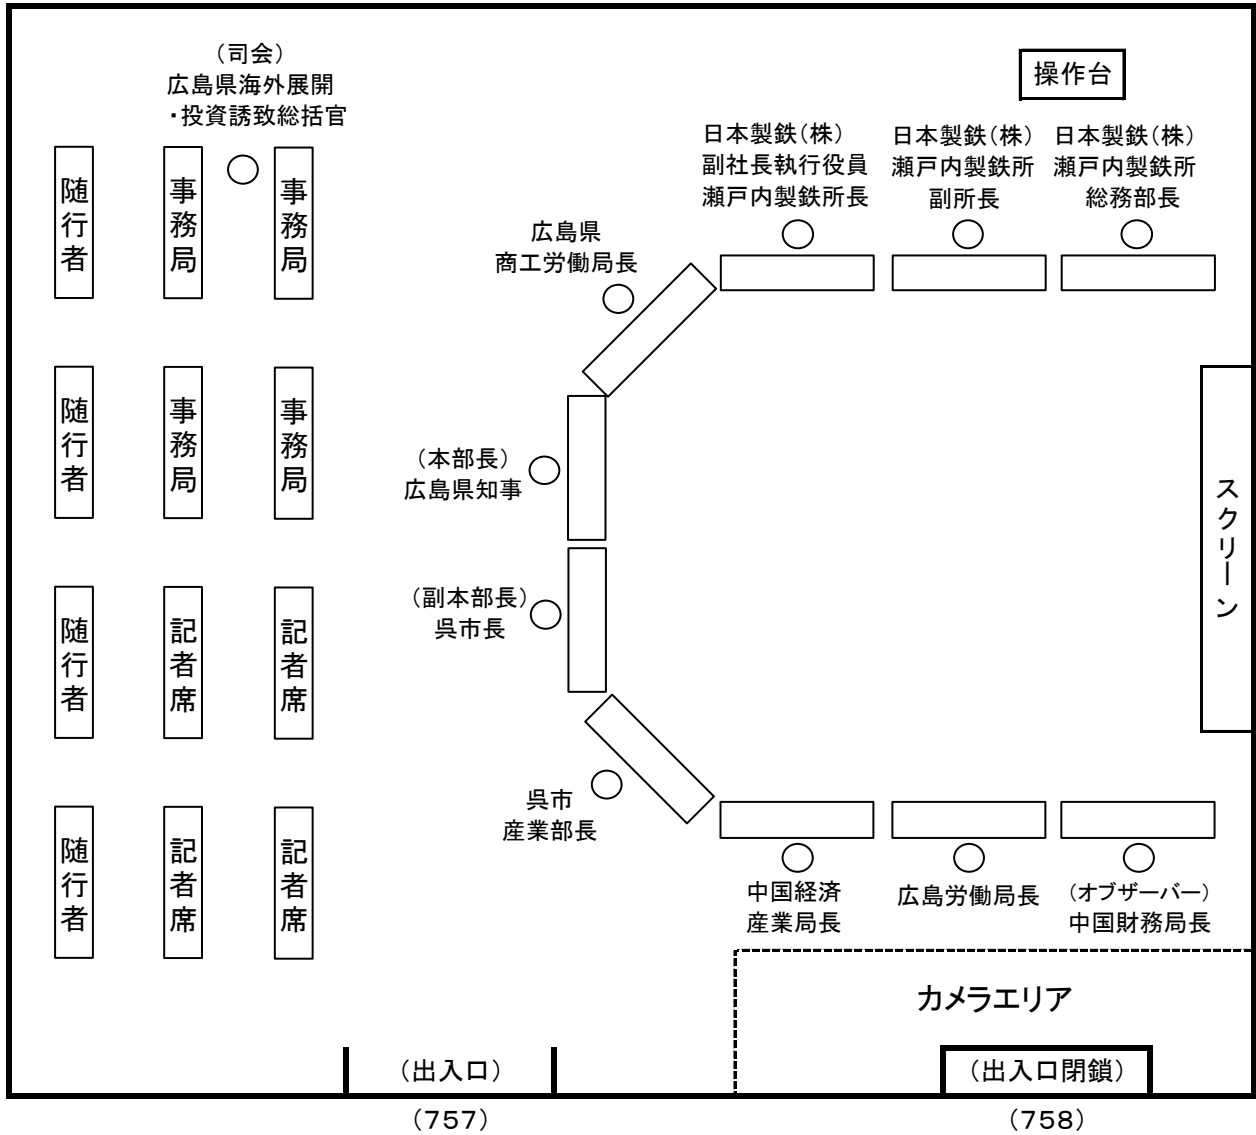 （司会）
広島県海外展開
・投資誘致総括官
操作台
日本製鉄（株）
副社長執行役員
瀬戸内製鉄所長
日本製鉄（株）
瀬戸内製鉄所
副所長
日本製鉄（株）
瀬戸内製鉄所
総務部長
随行者
事務局
事務局
広島県
商工労働局長
随行者
事務局
事務局
（本部長）
広島県知事
スクリーン
（副本部長）
呉市長
随行者
記者席
記者席
呉市
産業部長
随行者
記者席
記者席
中国経済
産業局長
広島労働局長
（オブザーバー）
中国財務局長
カメラエリア
（出入口）
（出入口閉鎖）
（757）
（758）